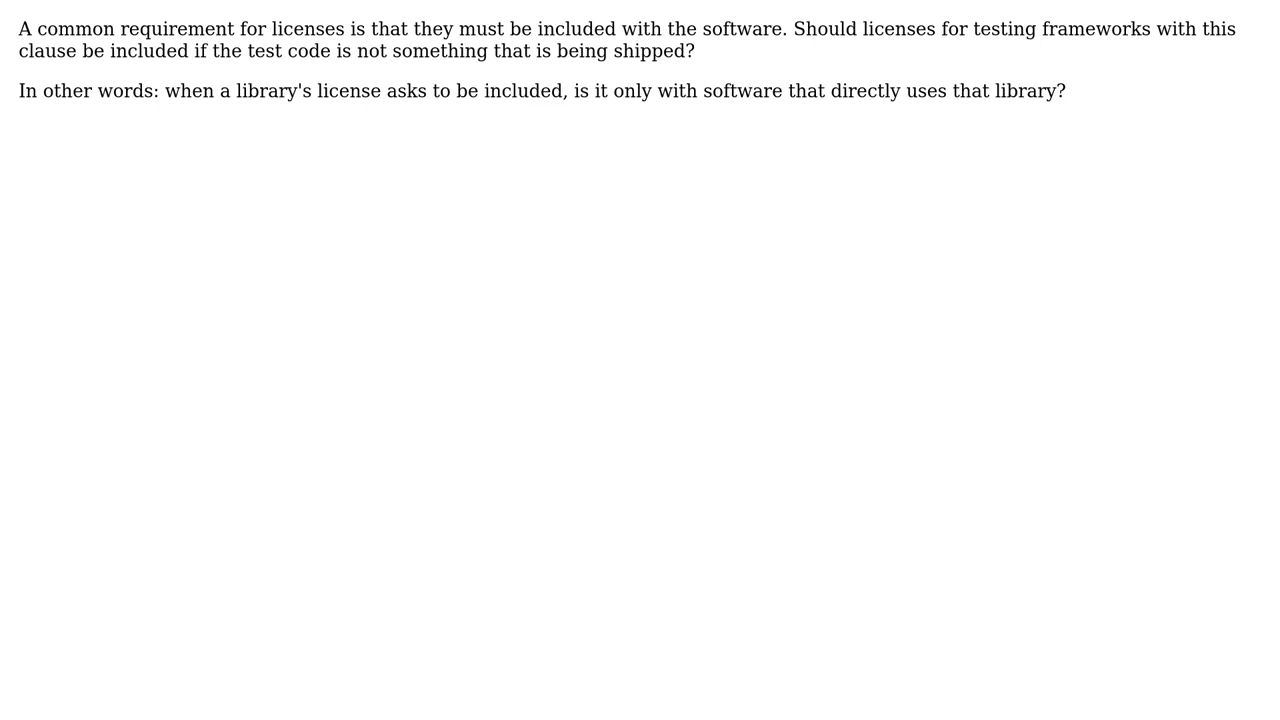 A common requirement for licenses is that they must be included with the software. Should licenses for testing frameworks with this
clause be included if the test code is not something that is being shipped?
In other words: when a library's license asks to be included, is it only with software that directly uses that library?